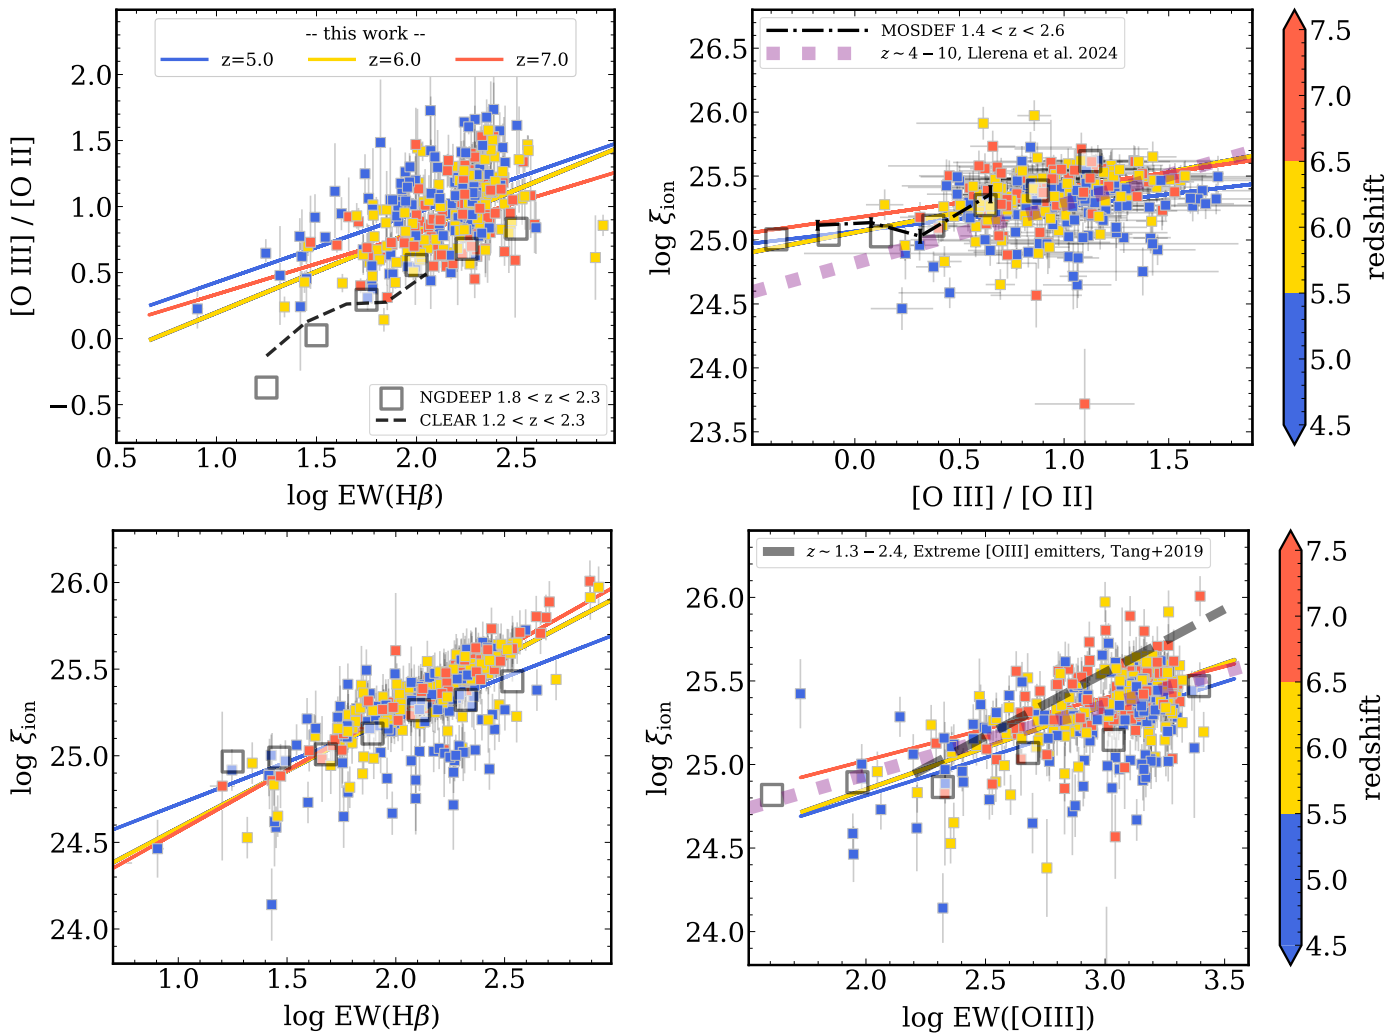 -- this work --
z=5.0 z=6.0 z=7.0
2.0
1.5
1.0
0.5
0.0
−0.5
[O III] / [O II]
NGDEEP 1.8 < z < 2.3
CLEAR 1.2 < z < 2.3
0.5 1.0 1.5 2.0 2.5
log EW(Hβ)
MOSDEF 1.4 < z < 2.6
z ~ 4 − 10, Llerena et al. 2024
26.5
26.0
25.5
25.0
24.5
24.0
23.5
log ξion
0.0 0.5 1.0 1.5
[O III] / [O II]
7.5
7.0
6.5
6.0
5.5
5.0
4.5
redshift
26.0
25.5
25.0
24.5
24.0
log ξion
1.0 1.5 2.0 2.5
log EW(Hβ)
z ~ 1.3 − 2.4, Extreme [OIII] emitters, Tang+2019
26.0
25.5
25.0
24.5
24.0
log ξion
2.0 2.5 3.0 3.5
log EW([OIII])
7.5
7.0
6.5
6.0
5.5
5.0
4.5
redshift